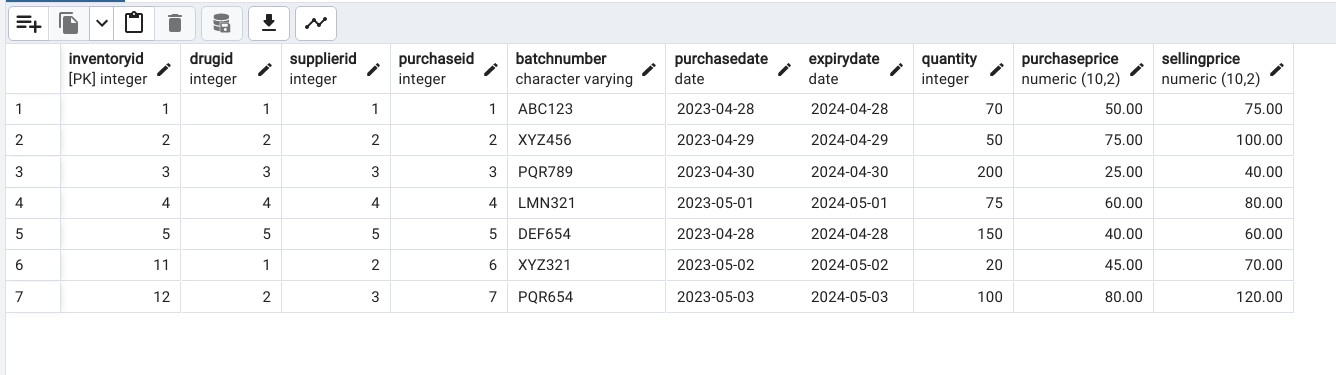 inventoryid drugid supplierid purchaseid batchnumber purchasedate expirydate quantity purchaseprice sellingprice
[PK] integer integer integer integer character varying date date integer numeric (10,2) numeric (10,2)
1 1 1 1 1 ABC123 2023-04-28 2024-04-28 70 50.00 75.00
2 2 2 2 2 XYZ456 2023-04-29 2024-04-29 50 75.00 100.00
3 3 3 3 3 PQR789 2023-04-30 2024-04-30 200 25.00 40.00
4 4 4 4 4 LMN321 2023-05-01 2024-05-01 75 60.00 80.00
5 5 5 5 5 DEF654 2023-04-28 2024-04-28 150 40.00 60.00
6 11 1 2 6 XYZ321 2023-05-02 2024-05-02 20 45.00 70.00
7 12 2 3 7 PQR654 2023-05-03 2024-05-03 100 80.00 120.00